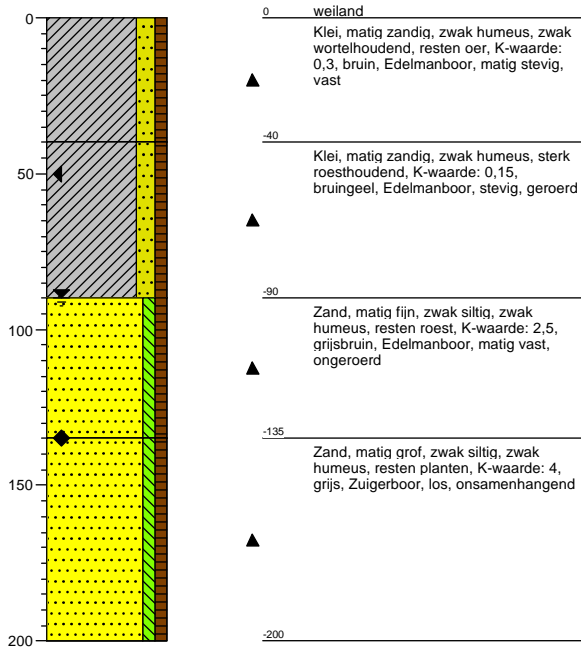 0
50
100
150
200
0
weiland
Klei, matig zandig, zwak humeus, zwak
wortelhoudend, resten oer, K-waarde:
0,3, bruin, Edelmanboor, matig stevig,
vast
-40
Klei, matig zandig, zwak humeus, sterk
roesthoudend, K-waarde: 0,15,
bruingeel, Edelmanboor, stevig, geroerd
-90
Zand, matig fijn, zwak siltig, zwak
humeus, resten roest, K-waarde: 2,5,
grijsbruin, Edelmanboor, matig vast,
ongeroerd
-135
Zand, matig grof, zwak siltig, zwak
humeus, resten planten, K-waarde: 4,
grijs, Zuigerboor, los, onsamenhangend
-200